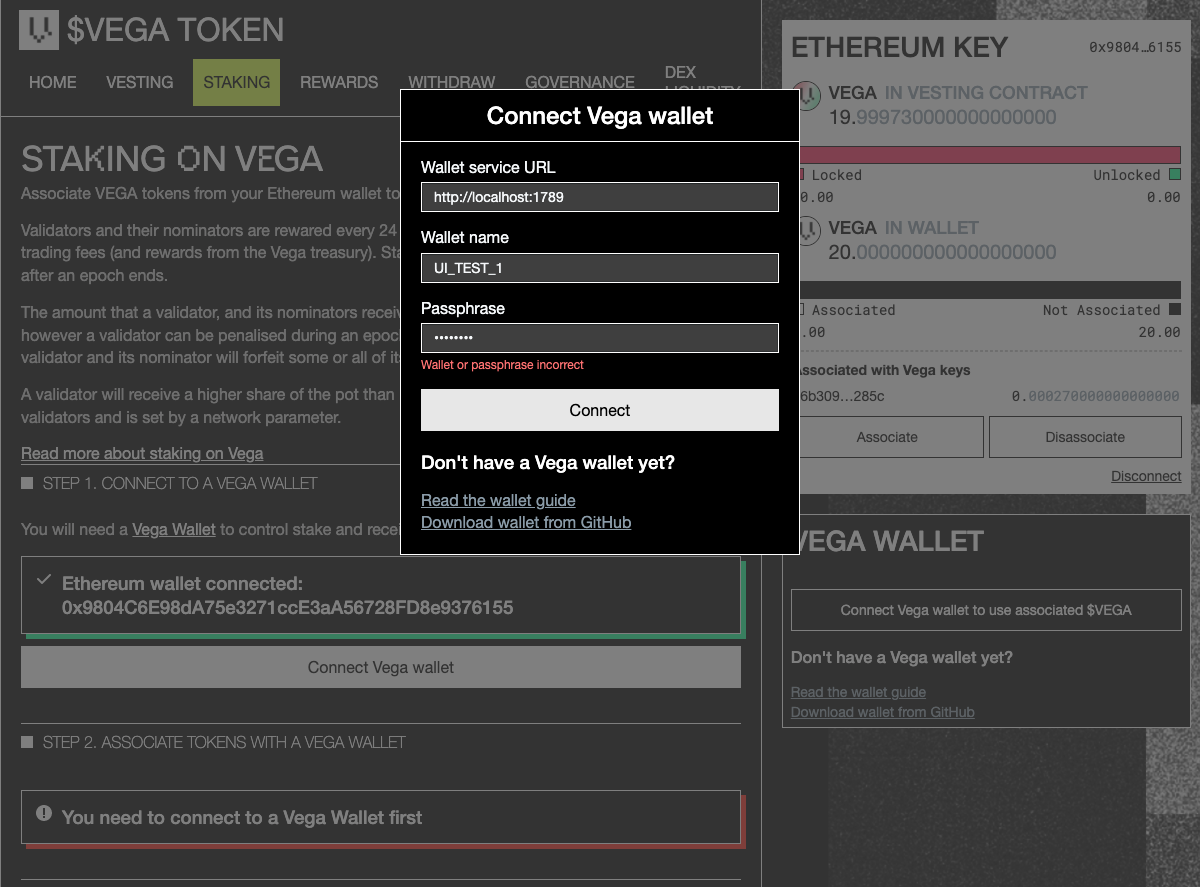 $VEGA TOKEN
HOME
VESTING
STAKING
REWARDS
WITHDRAW
GOVERNANCE
DEX
LIQUIDITY
STAKING ON VEGA
Associate VEGA tokens from your Ethereum wallet to
Validators and their nominators are rewared every 24
trading fees (and rewards from the Vega treasury). Sta
after an epoch ends.
The amount that a validator, and its nominators receiv
however a validator can be penalised during an epoc
validator and its nominator will forfeit some or all of its
A validator will receive a higher share of the pot than
validators and is set by a network parameter.
Read more about staking on Vega
STEP 1. CONNECT TO A VEGA WALLET
You will need a Vega Wallet to control stake and recei
Ethereum wallet connected:
0x9804C6E98dA75e3271ccE3aA56728FD8e9376155
Connect Vega wallet
STEP 2. ASSOCIATE TOKENS WITH A VEGA WALLET
You need to connect to a Vega Wallet first
Connect Vega wallet
Wallet service URL
http://localhost:1789
Wallet name
UI_TEST_1
Passphrase
••••••••
Wallet or passphrase incorrect
Connect
Don't have a Vega wallet yet?
Read the wallet guide
Download wallet from GitHub
ETHEREUM KEY
0x9804…6155
VEGA IN VESTING CONTRACT
19.999730000000000000
Locked
Unlocked
0.00
0.00
VEGA IN WALLET
20.000000000000000000
Associated
Not Associated
.00
20.00
Associated with Vega keys
6b309…285c
0.000270000000000000
Associate
Disassociate
Disconnect
VEGA WALLET
Connect Vega wallet to use associated $VEGA
Don't have a Vega wallet yet?
Read the wallet guide
Download wallet from GitHub